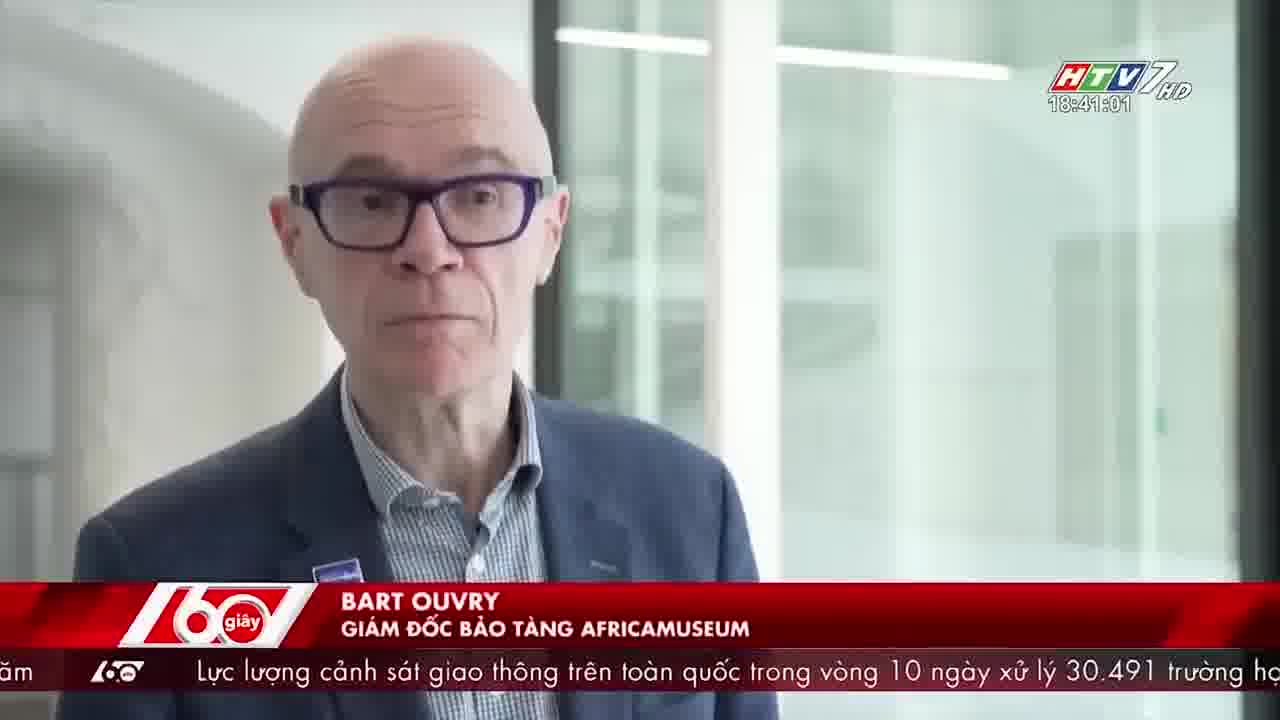 HTV7 HD
18:41:01
60 giây
BART OUVRY
GIÁM ĐỐC BẢO TÀNG AFRICAMUSEUM
ăm 60 giây Lực lượng cảnh sát giao thông trên toàn quốc trong vòng 10 ngày xử lý 30.491 trường hợ